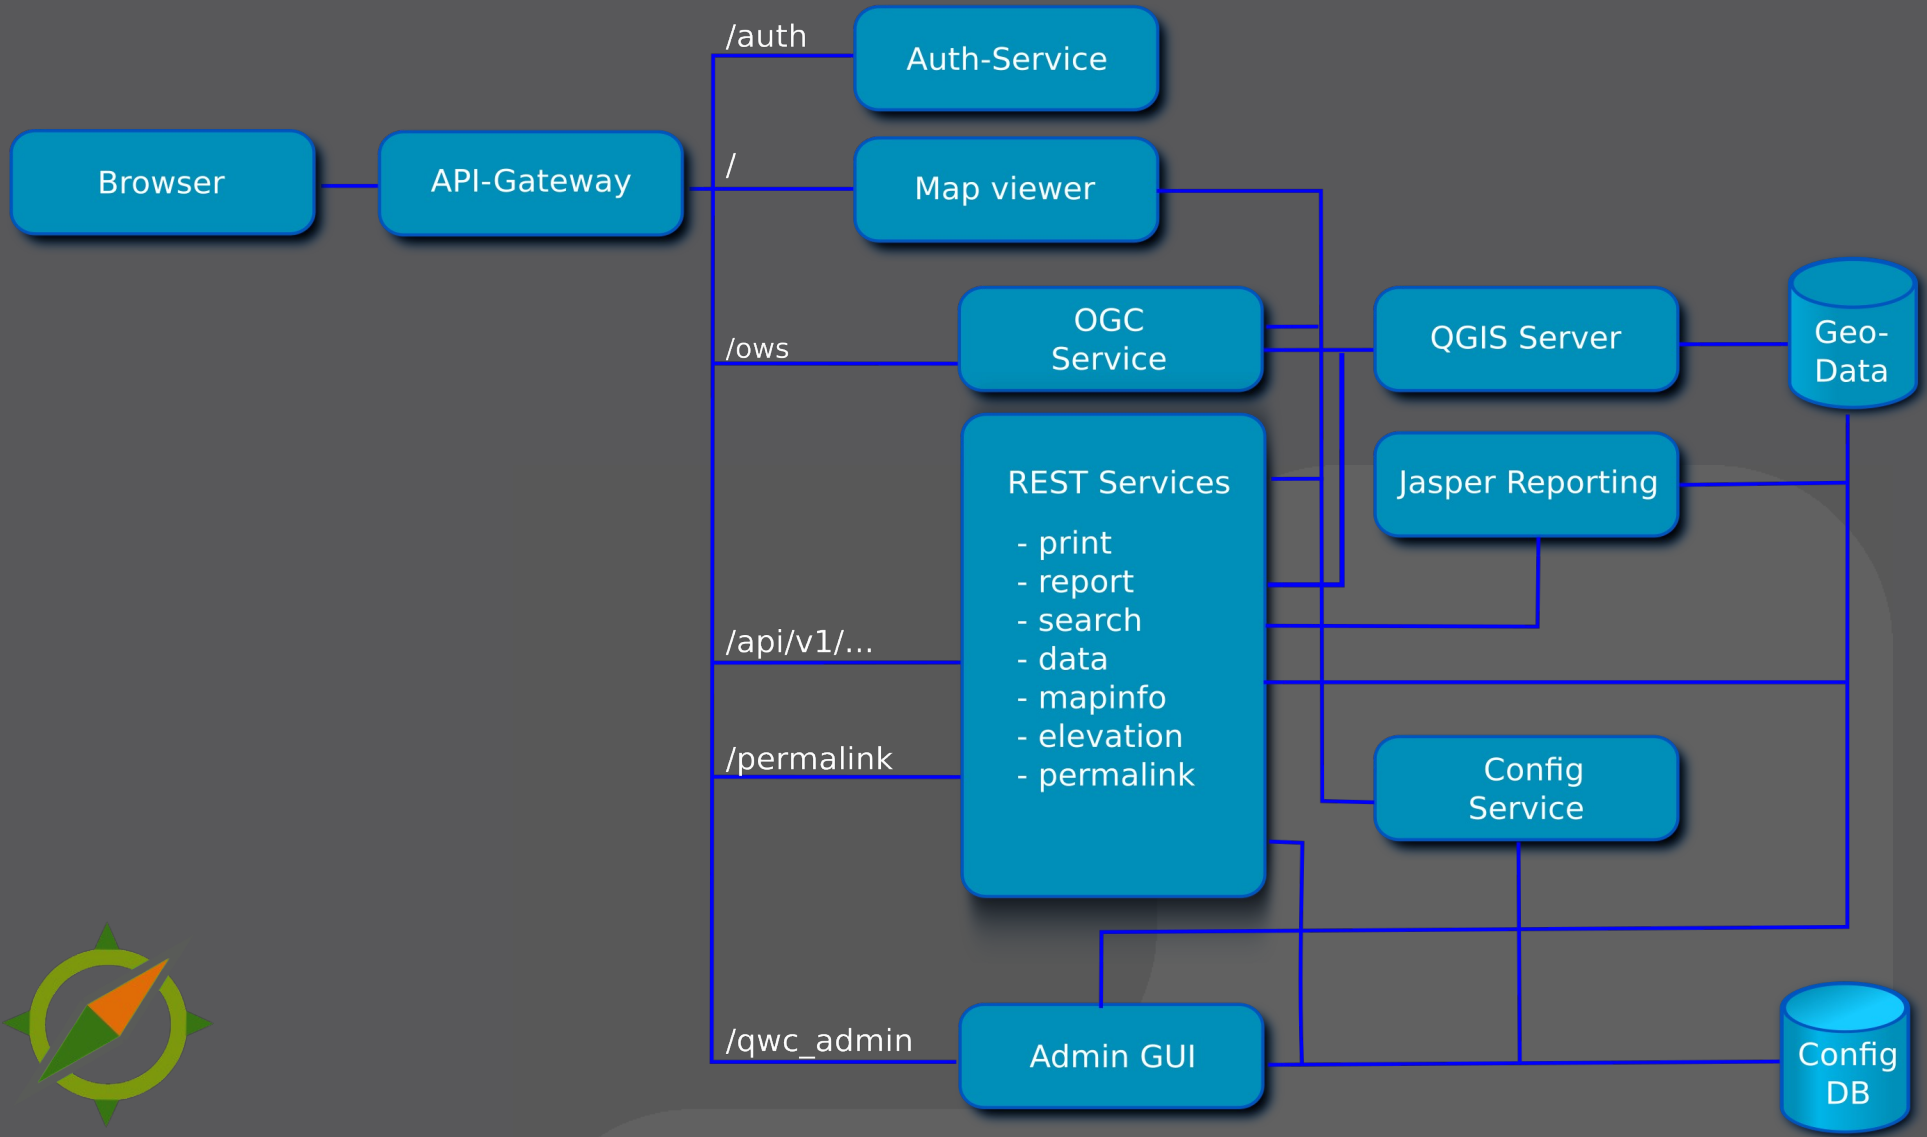 /auth
Auth-Service
Browser
API-Gateway
/
Map viewer
/ows
OGC
Service
QGIS Server
Geo-
Data
REST Services
- print
- report
- search
- data
- mapinfo
- elevation
- permalink
Jasper Reporting
/api/v1/...
/permalink
Config
Service
/qwc_admin
Admin GUI
Config
DB